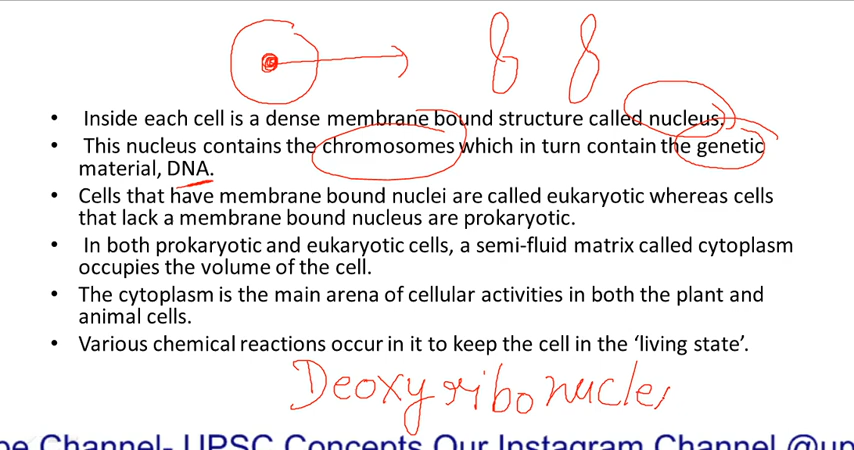 • Inside each cell is a dense membrane bound structure called nucleus.
• This nucleus contains the chromosomes which in turn contain the genetic
material, DNA.
• Cells that have membrane bound nuclei are called eukaryotic whereas cells
that lack a membrane bound nucleus are prokaryotic.
• In both prokaryotic and eukaryotic cells, a semi-fluid matrix called cytoplasm
occupies the volume of the cell.
• The cytoplasm is the main arena of cellular activities in both the plant and
animal cells.
• Various chemical reactions occur in it to keep the cell in the ‘living state’.
Deoxyribonucle
be Channel- UPSC Concepts Our Instagram Channel @up